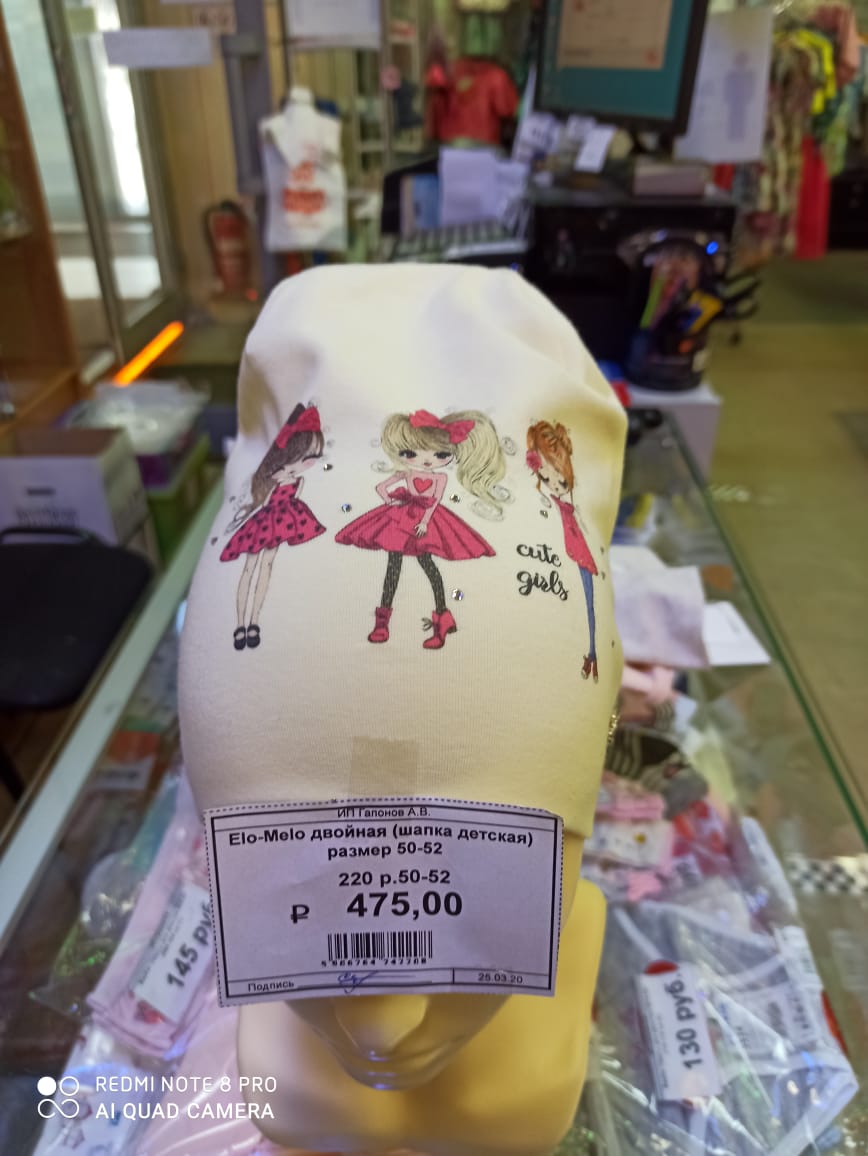 cute
girls
ИП Гапонов А.В.
Elo-Melo двойная (шапка детская)
размер 50-52
220 р.50-52
₽ 475,00
Подпись
25.03.20
145 руб
130 руб.
REDMI NOTE 8 PRO
AI QUAD CAMERA